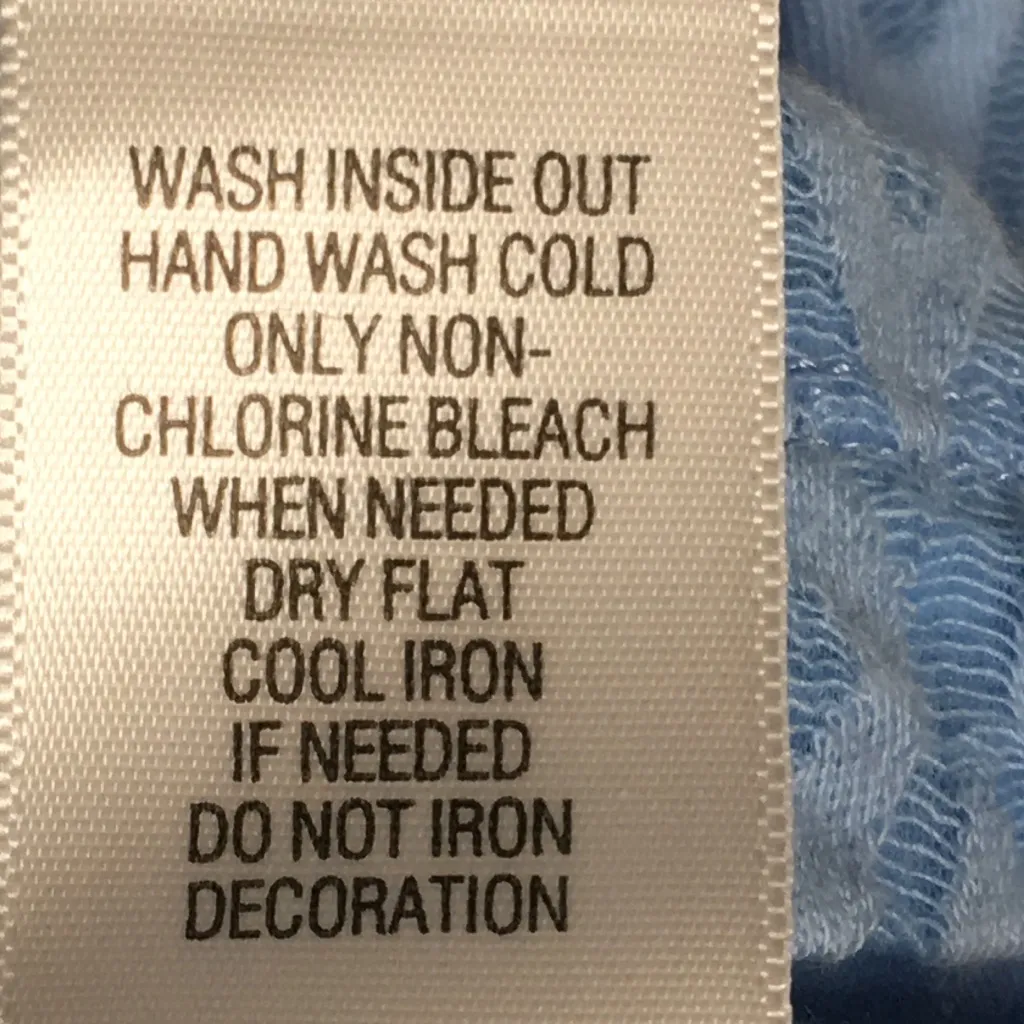 WASH INSIDE OUT
HAND WASH COLD
ONLY NON-
CHLORINE BLEACH
WHEN NEEDED
DRY FLAT
COOL IRON
IF NEEDED
DO NOT IRON
DECORATION